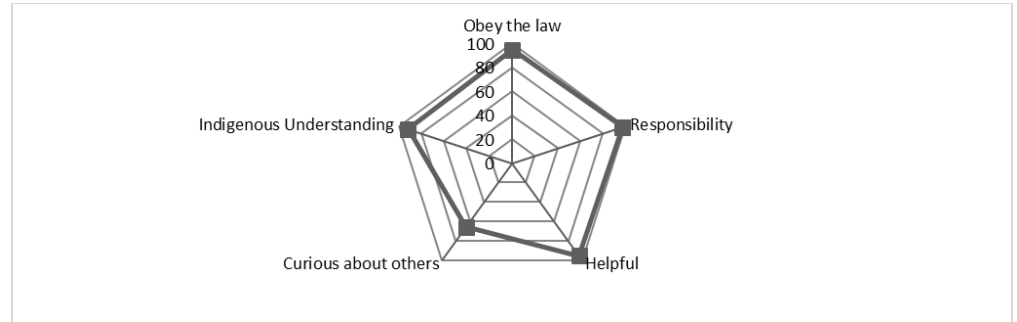 Obey the law
100
80
60
40
20
0
Indigenous Understanding
Responsibility
Curious about others
Helpful